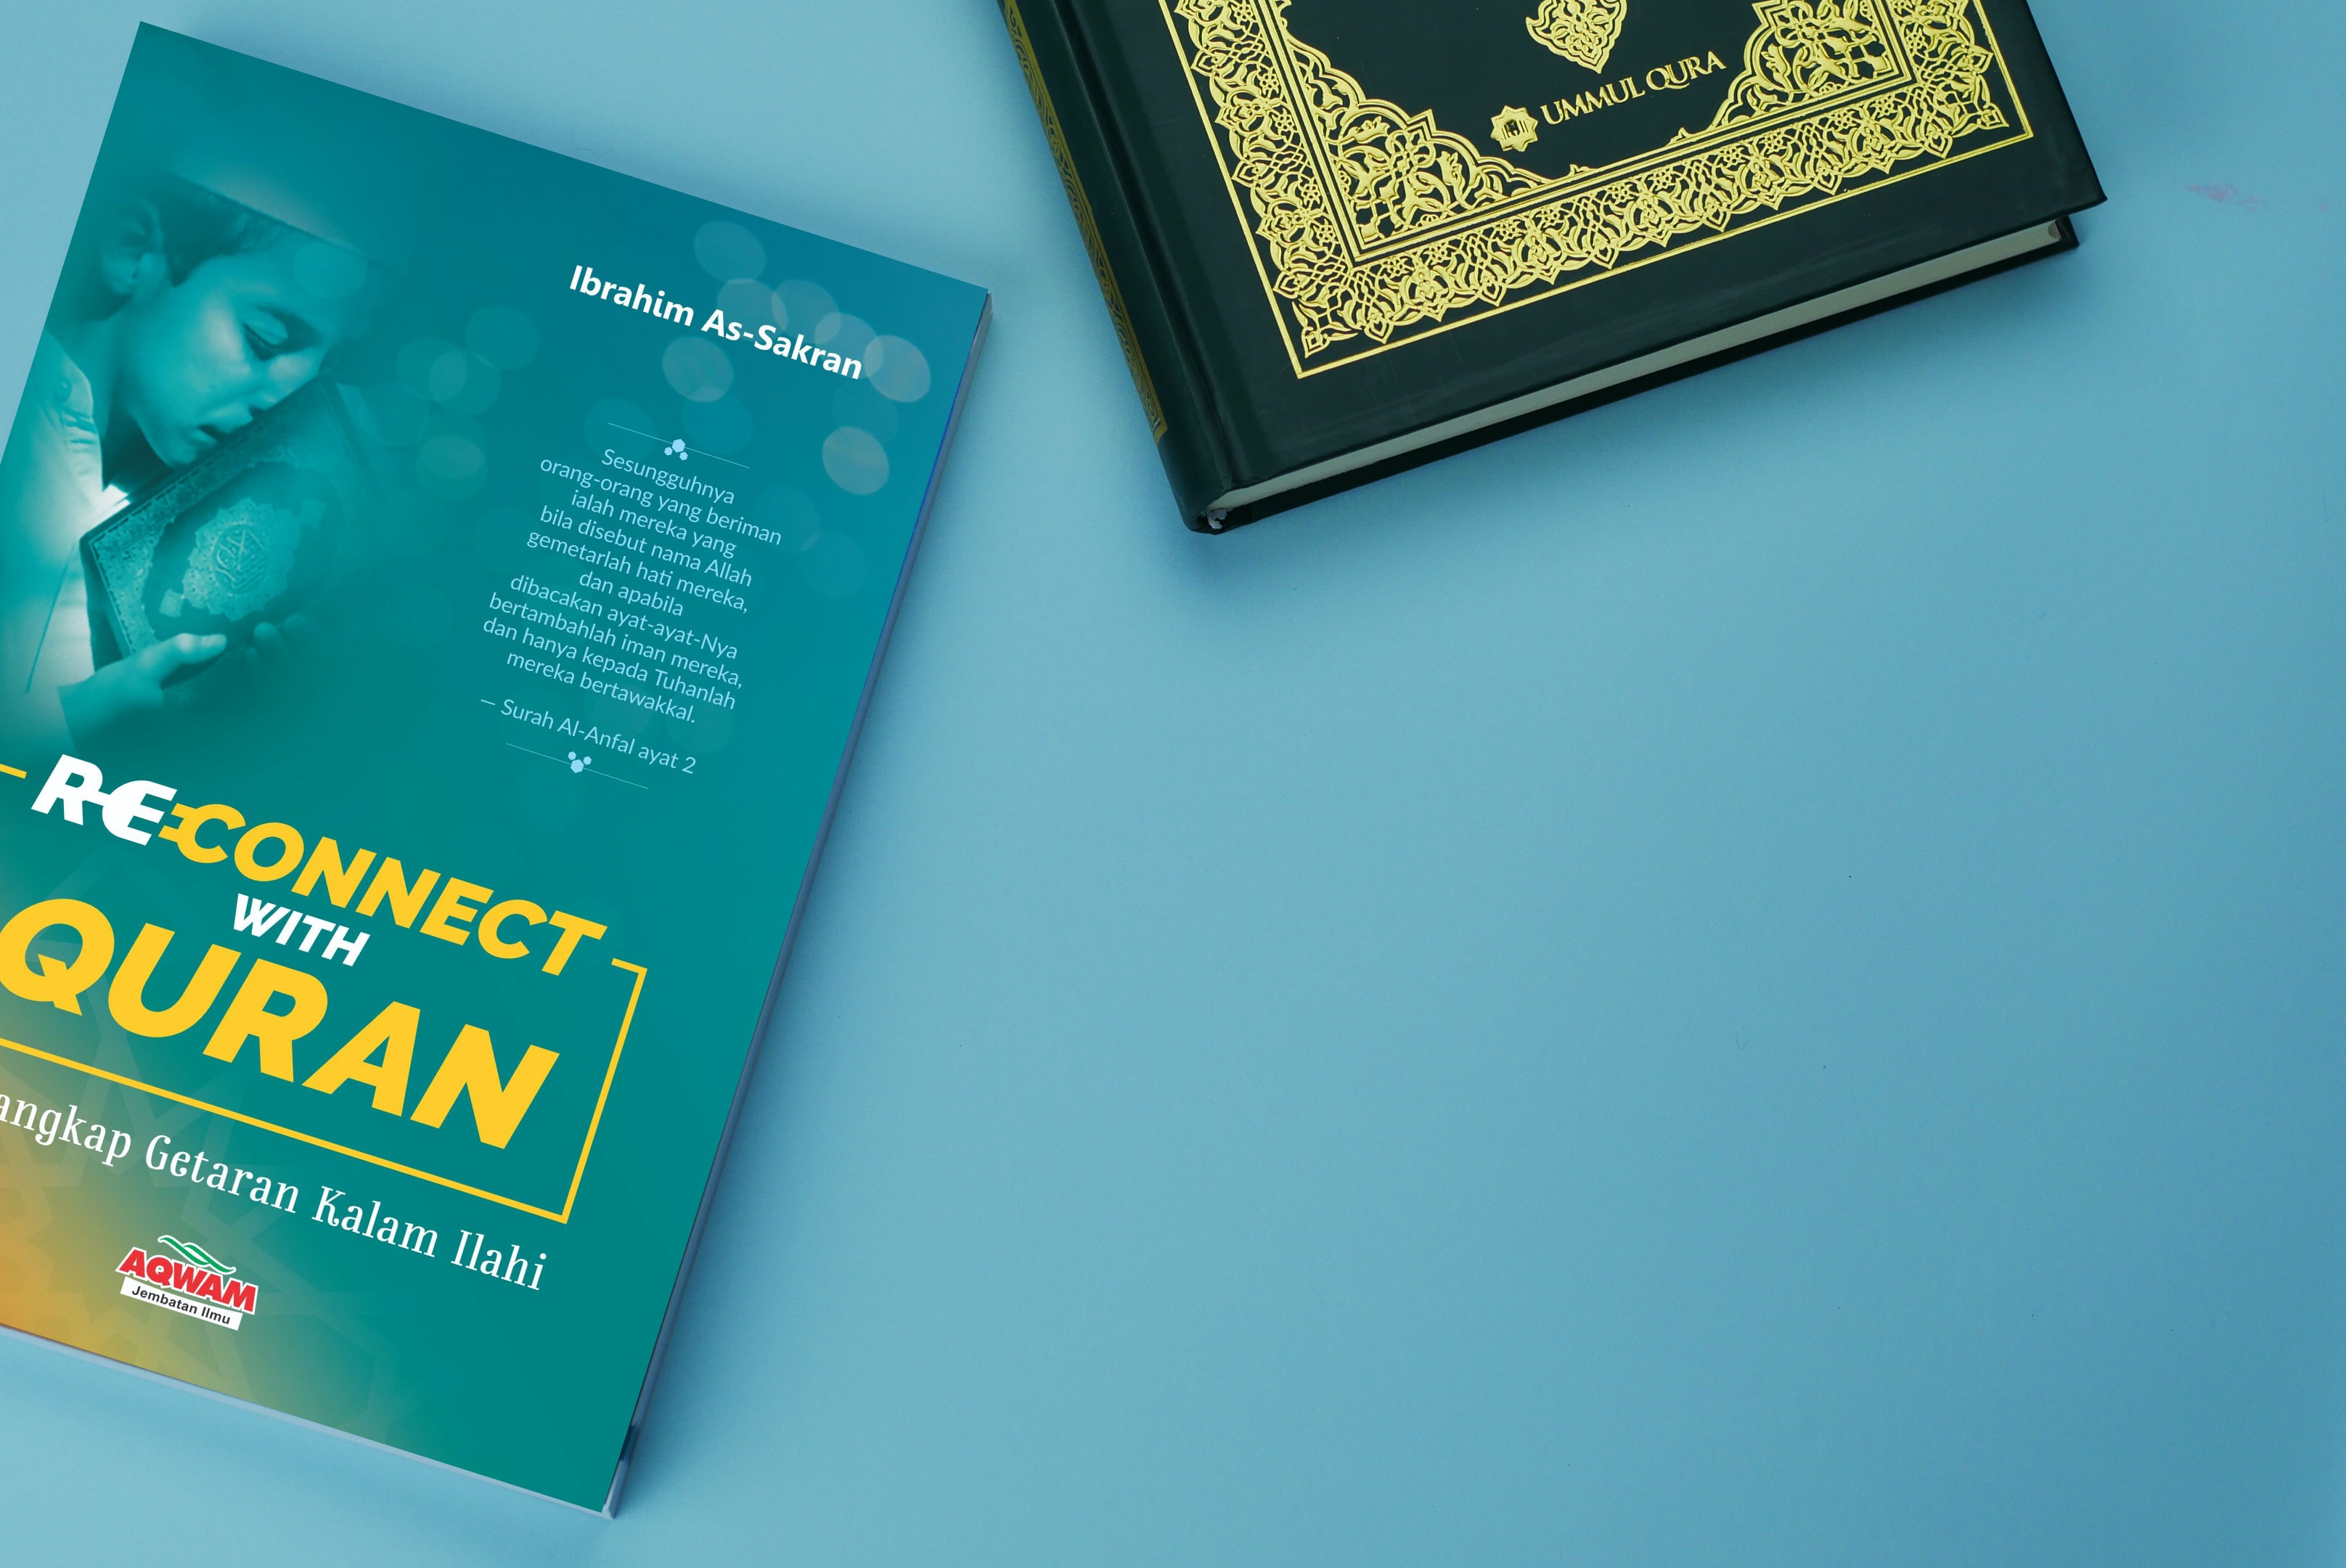 Ibrahim As-Sakran
Sesungguhnya
orang-orang yang beriman
ialah mereka yang
bila disebut nama Allah
gemetarlah hati mereka,
dan apabila
dibacakan ayat-ayat-Nya
bertambahlah iman mereka,
dan hanya kepada Tuhanlah
mereka bertawakkal.
— Surah Al-Anfal ayat 2
RE-CONNECT
WITH
QURAN
angkap Getaran Kalam Ilahi
AQWAM
Jembatan Ilmu
UMMUL QURA